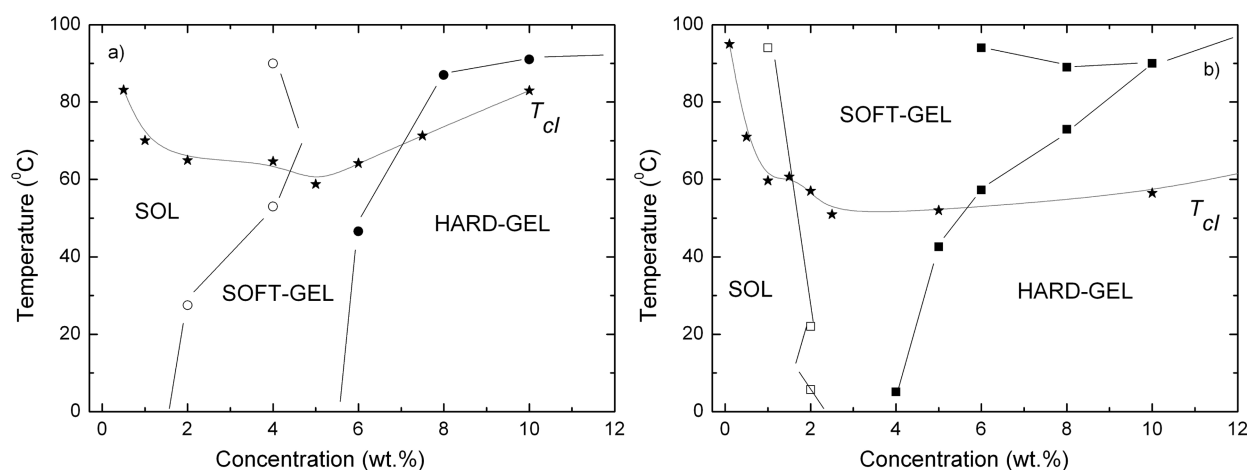 100
80
60
40
20
0
Temperature (⁰C)
a)
T_cl
SOL
HARD-GEL
SOFT-GEL
0 2 4 6 8 10 12
Concentration (wt.%)
100
80
60
40
20
0
Temperature (⁰C)
b)
SOFT-GEL
T_cl
SOL
HARD-GEL
0 2 4 6 8 10 12
Concentration (wt.%)